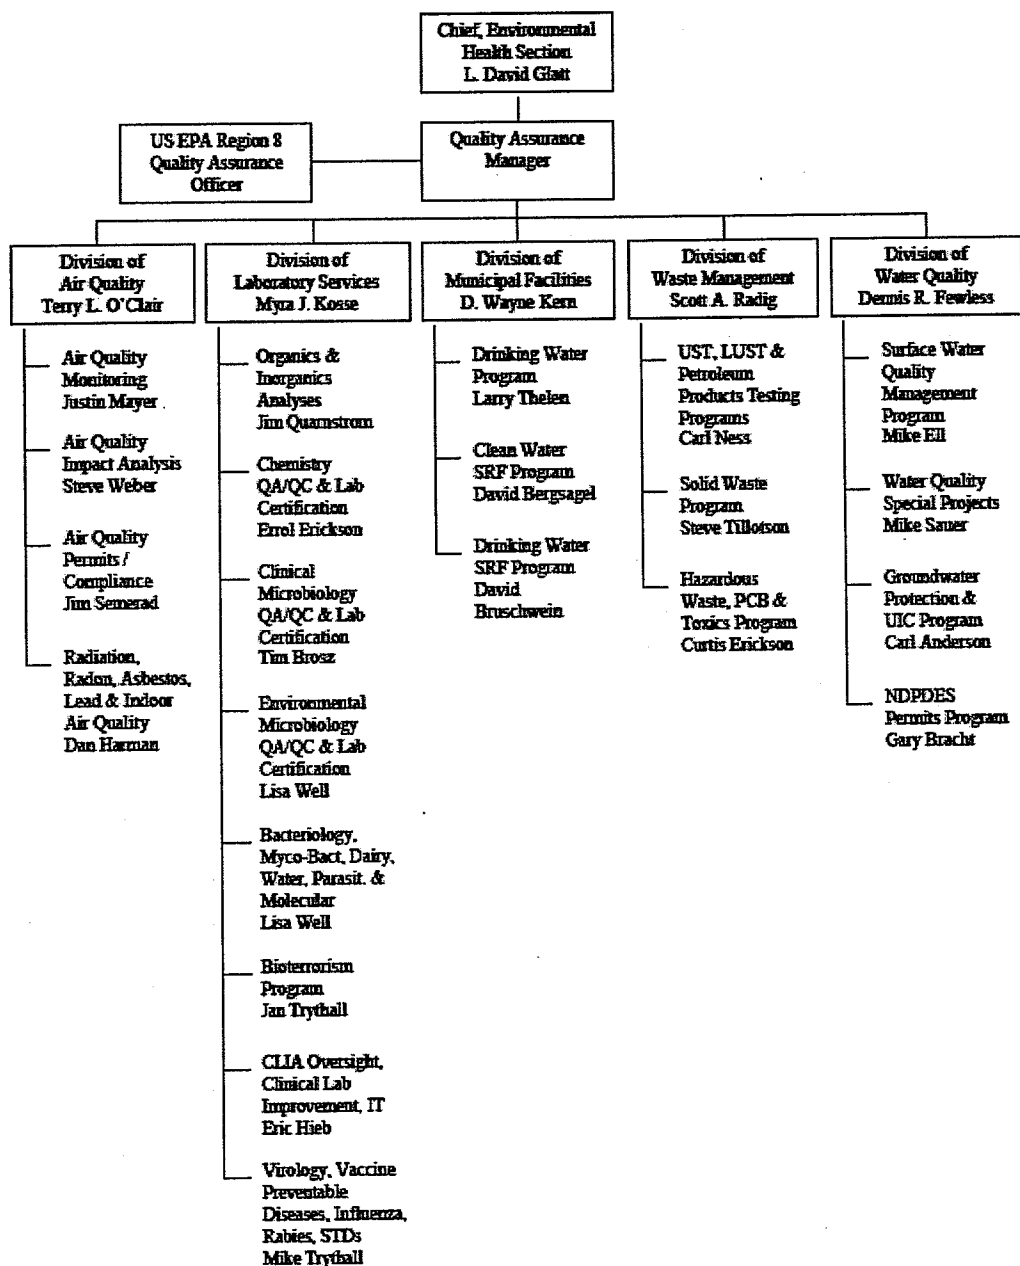 Chief, Environmental
Health Section
L. David Glatt
US EPA Region 8
Quality Assurance
Officer
Quality Assurance
Manager
Division of
Air Quality
Terry L. O'Clair
Division of
Laboratory Services
Myra J. Kosse
Division of
Municipal Facilities
D. Wayne Kern
Division of
Waste Management
Scott A. Radig
Division of
Water Quality
Dennis R. Fewless
Air Quality
Monitoring
Justin Mayer
Air Quality
Impact Analysis
Steve Weber
Air Quality
Permits /
Compliance
Jim Semerad
Radiation,
Radon, Asbestos,
Lead & Indoor
Air Quality
Dan Harman
Organics &
Inorganics
Analyses
Jim Quarnstrom
Chemistry
QA/QC & Lab
Certification
Errol Erickson
Clinical
Microbiology
QA/QC & Lab
Certification
Tim Brosz
Environmental
Microbiology
QA/QC & Lab
Certification
Lisa Well
Bacteriology,
Myco-Bact, Dairy,
Water, Parasit. &
Molecular
Lisa Well
Bioterrorism
Program
Jan Trythall
CLIA Oversight,
Clinical Lab
Improvement, IT
Eric Hieb
Virology, Vaccine
Preventable
Diseases, Influenza,
Rabies, STDs
Mike Trythall
Drinking Water
Program
Larry Thelen
Clean Water
SRF Program
David Bergsagel
Drinking Water
SRF Program
David
Bruschwein
UST, LUST &
Petroleum
Products Testing
Programs
Carl Ness
Solid Waste
Program
Steve Tillotson
Hazardous
Waste, PCB &
Toxics Program
Curtis Erickson
Surface Water
Quality
Management
Program
Mike Ell
Water Quality
Special Projects
Mike Sauer
Groundwater
Protection &
UIC Program
Carl Anderson
NDPDES
Permits Program
Gary Bracht